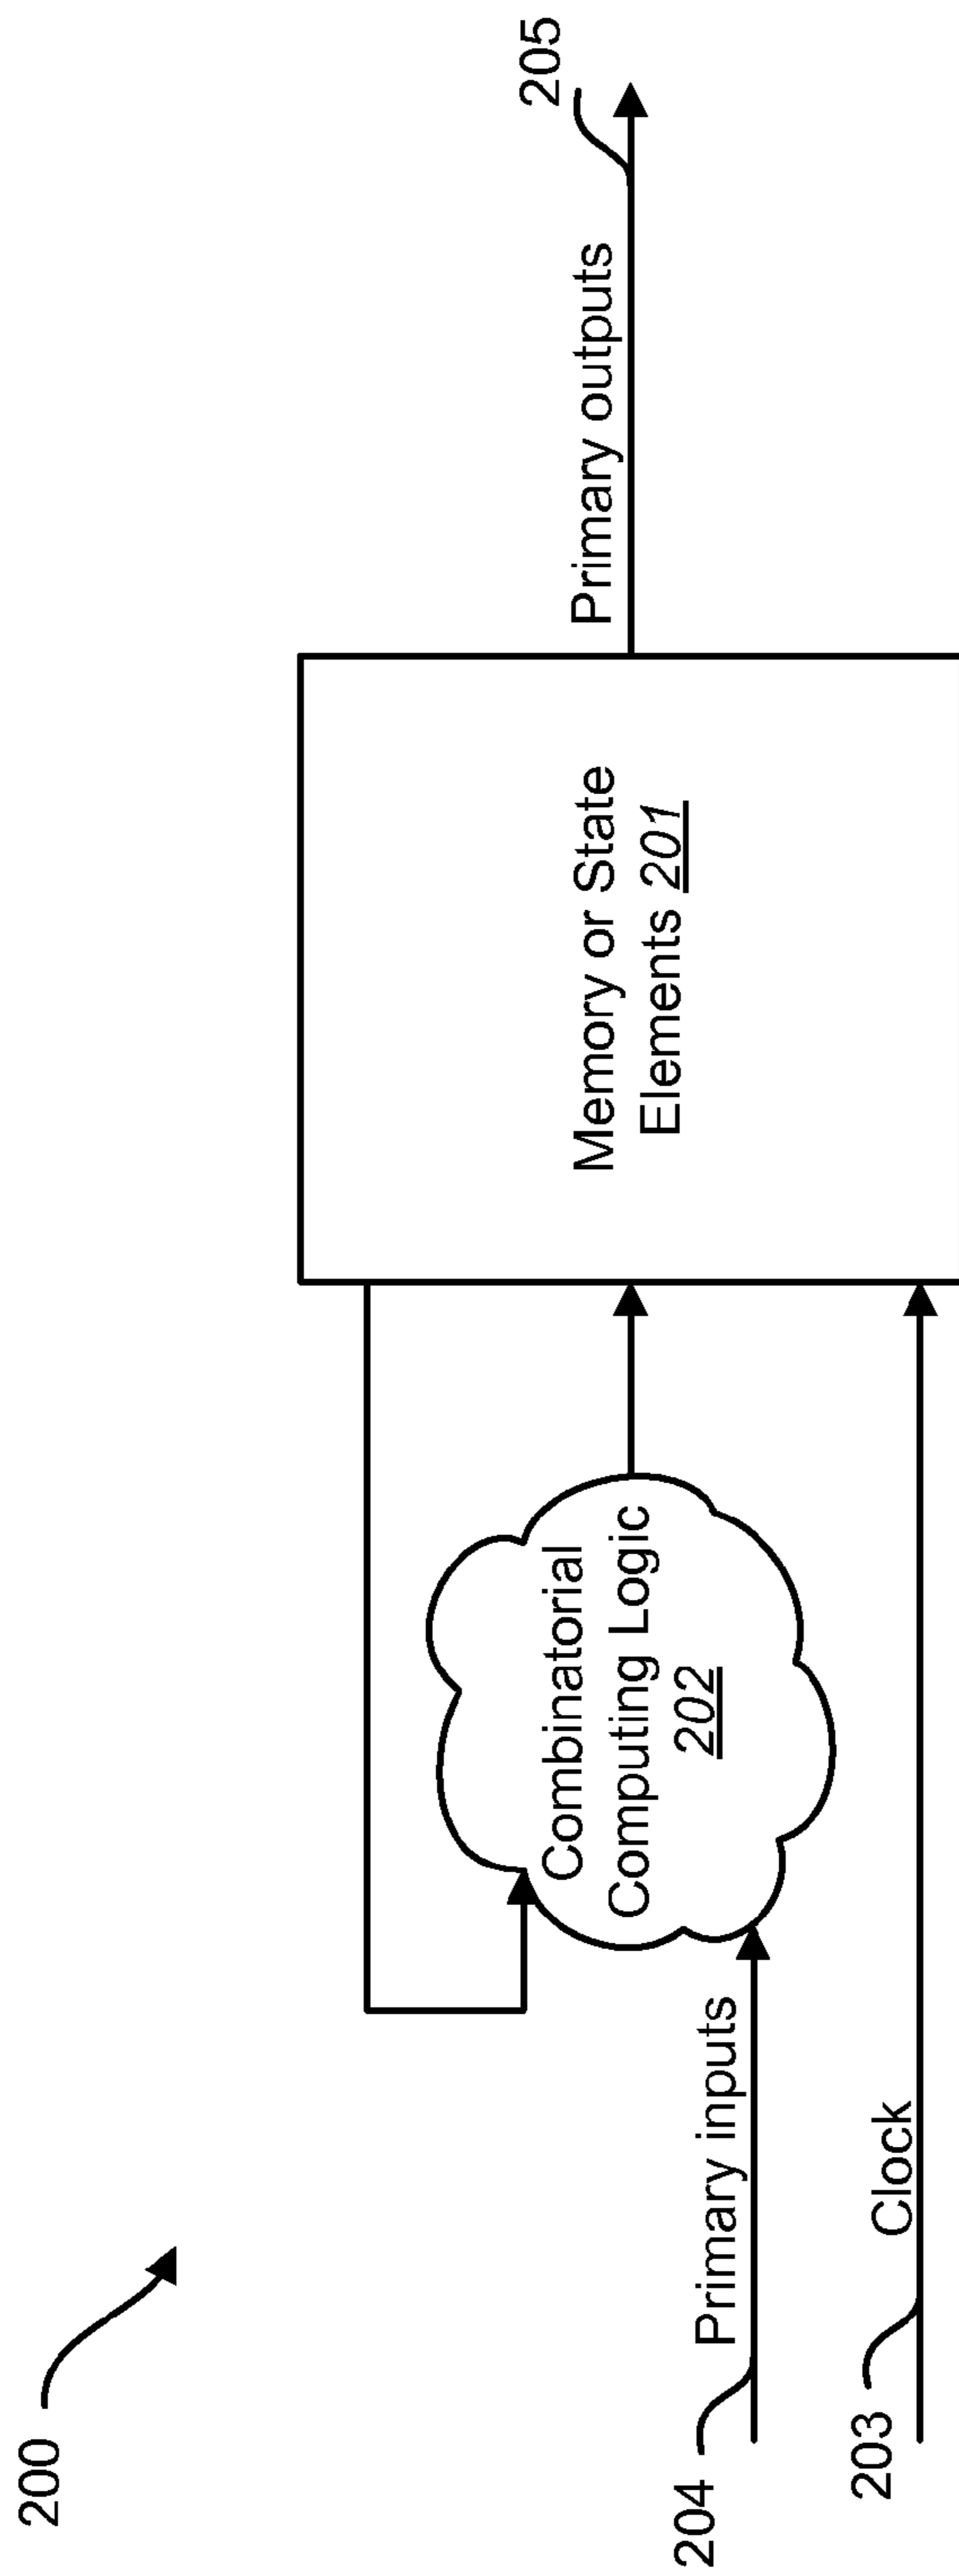 200
205
Primary outputs
Memory or State
Elements 201
Combinatorial
Computing Logic
202
Primary inputs
204
Clock
203